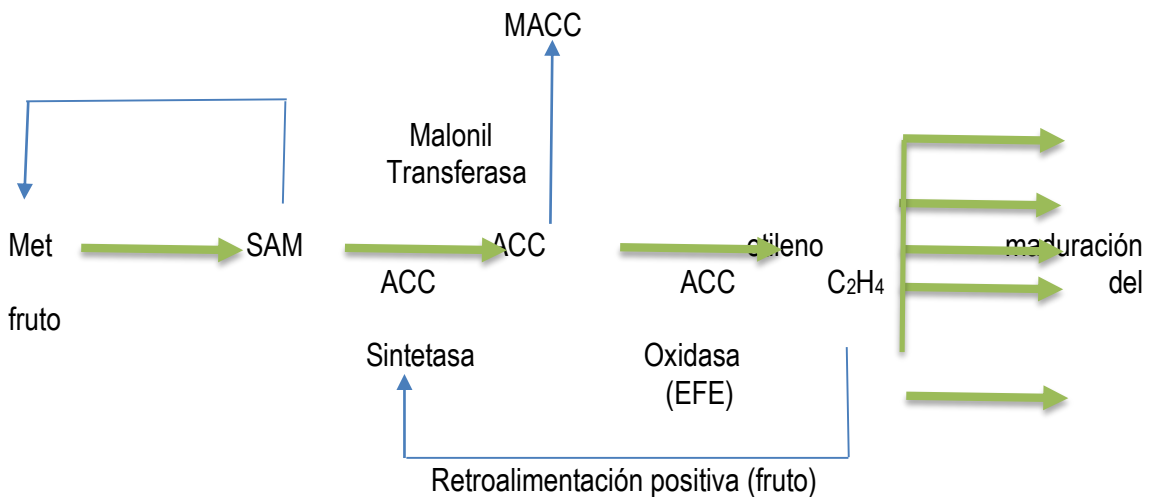 MACC
Malonil
Transferasa
Met SAM ACC etileno maduración
ACC ACC C₂H₄ del
fruto
Sintetasa Oxidasa
(EFE)
Retroalimentación positiva (fruto)